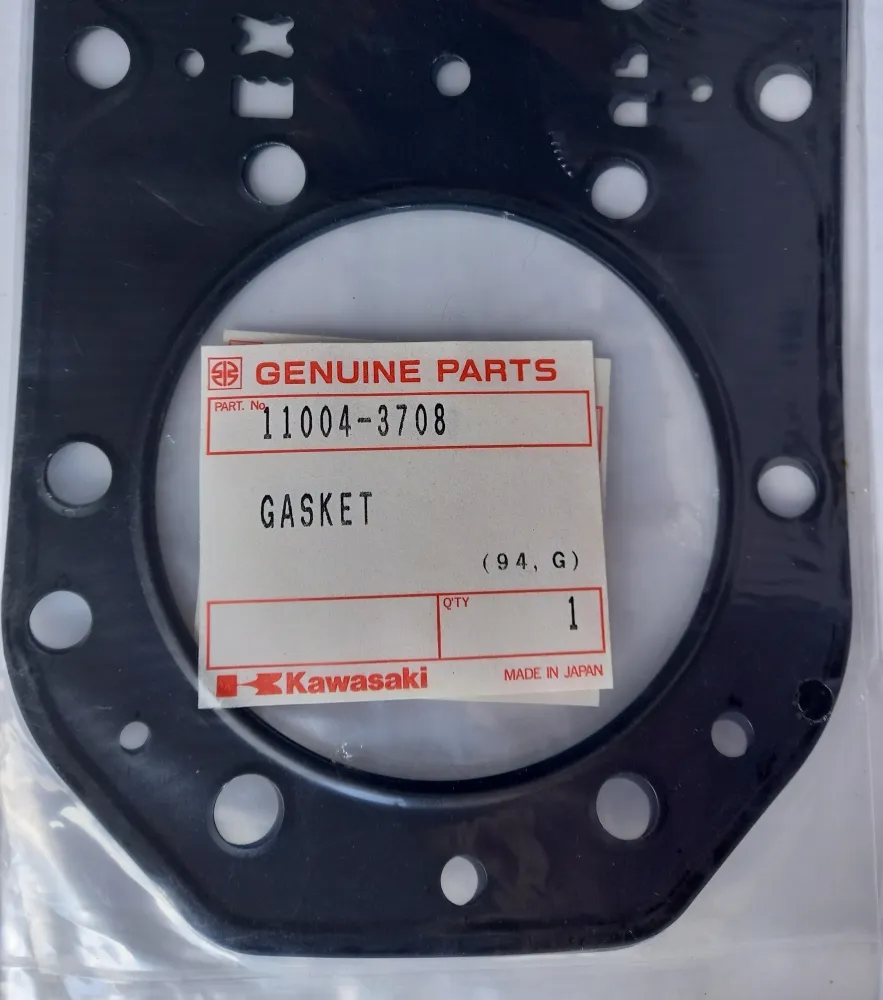 GENUINE PARTS
PART. No.
11004-3708
GASKET
(94, G)
Q'TY
1
Kawasaki
MADE IN JAPAN